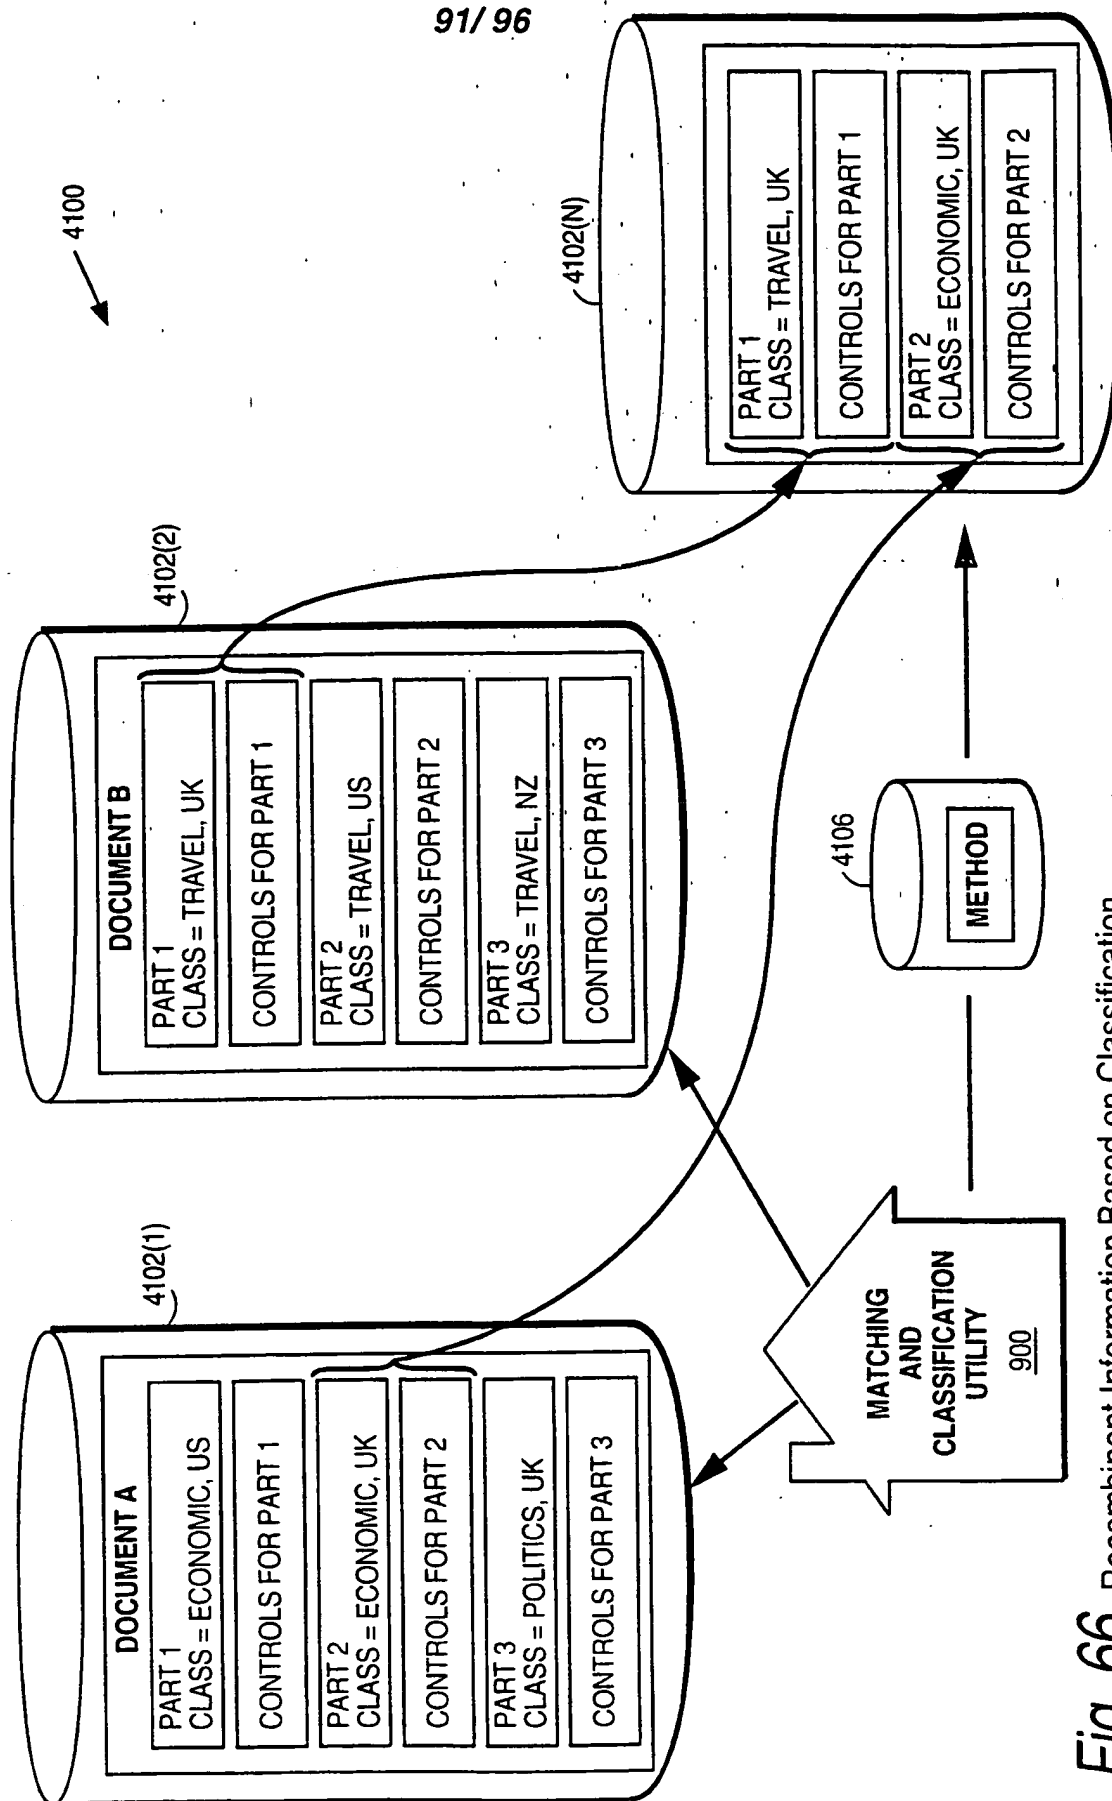 91/96
4100
4102(1)
DOCUMENT A
PART 1
CLASS = ECONOMIC, US
CONTROLS FOR PART 1
PART 2
CLASS = ECONOMIC, UK
CONTROLS FOR PART 2
PART 3
CLASS = POLITICS, UK
CONTROLS FOR PART 3
4102(2)
DOCUMENT B
PART 1
CLASS = TRAVEL, UK
CONTROLS FOR PART 1
PART 2
CLASS = TRAVEL, US
CONTROLS FOR PART 2
PART 3
CLASS = TRAVEL, NZ
CONTROLS FOR PART 3
4102(N)
PART 1
CLASS = TRAVEL, UK
CONTROLS FOR PART 1
PART 2
CLASS = ECONOMIC, UK
CONTROLS FOR PART 2
MATCHING
AND
CLASSIFICATION
UTILITY
900
4106
METHOD
Fig. 66 Recombinent Information Based on Classification